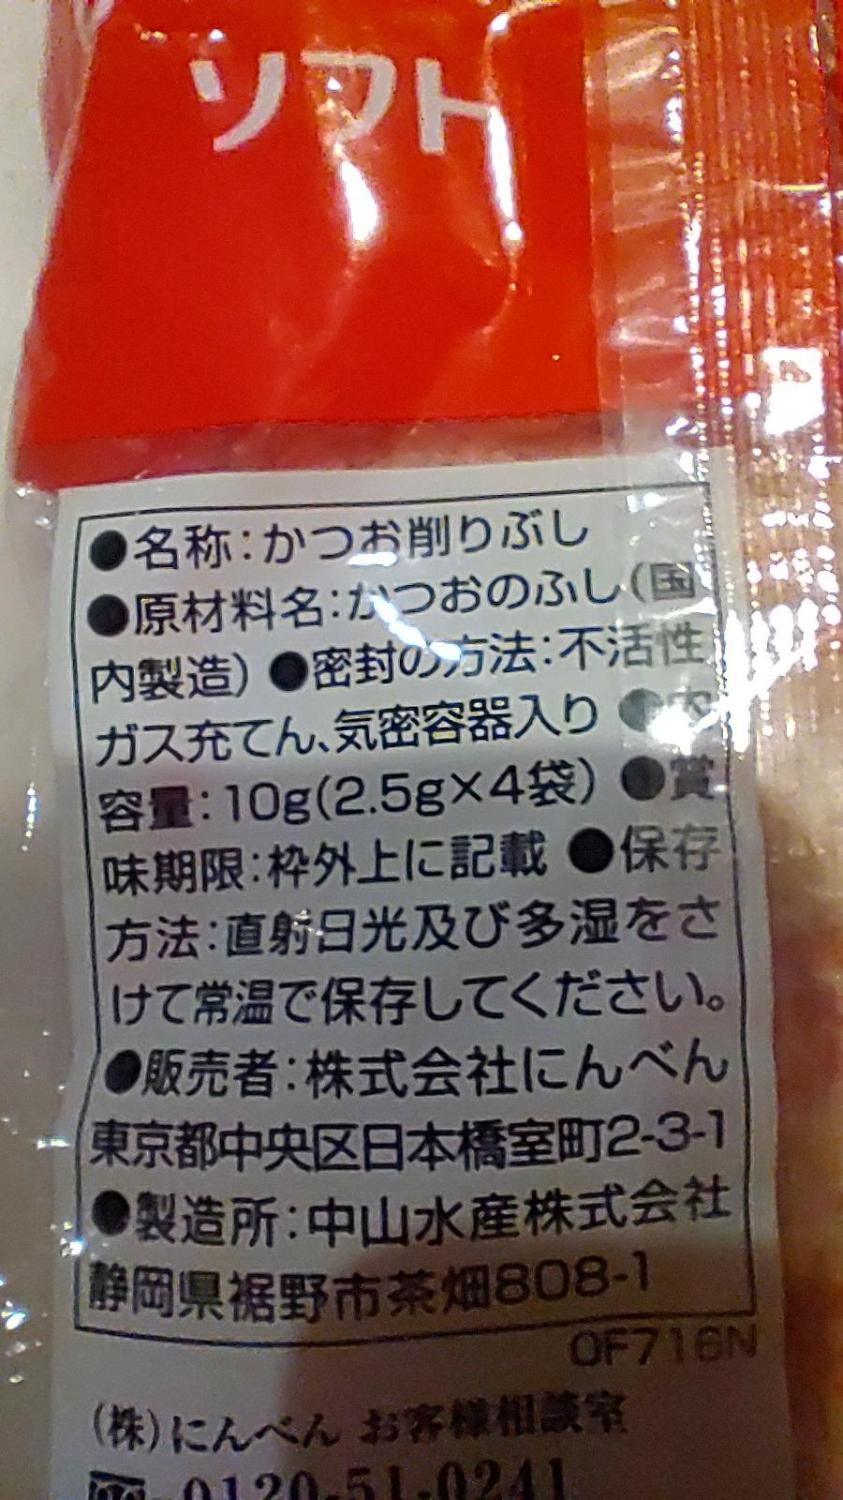 ソフト
●名称:かつお削りぶし
●原材料名:かつおのふし(国
内製造) ●密封の方法:不活性
ガス充てん、気密容器入り ●内
容量:10g(2.5g×4袋) ●賞
味期限:枠外上に記載 ●保存
方法:直射日光及び多湿をさ
けて常温で保存してください。
●販売者:株式会社にんべん
東京都中央区日本橋室町2-3-1
●製造所:中山水産株式会社
静岡県裾野市茶畑808-1
OF716N
(株)にんべん お客様相談室
0120-51-0241